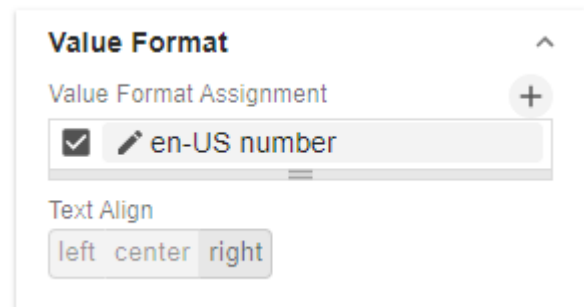 Value Format
Value Format Assignment
en-US number
Text Align
left center right